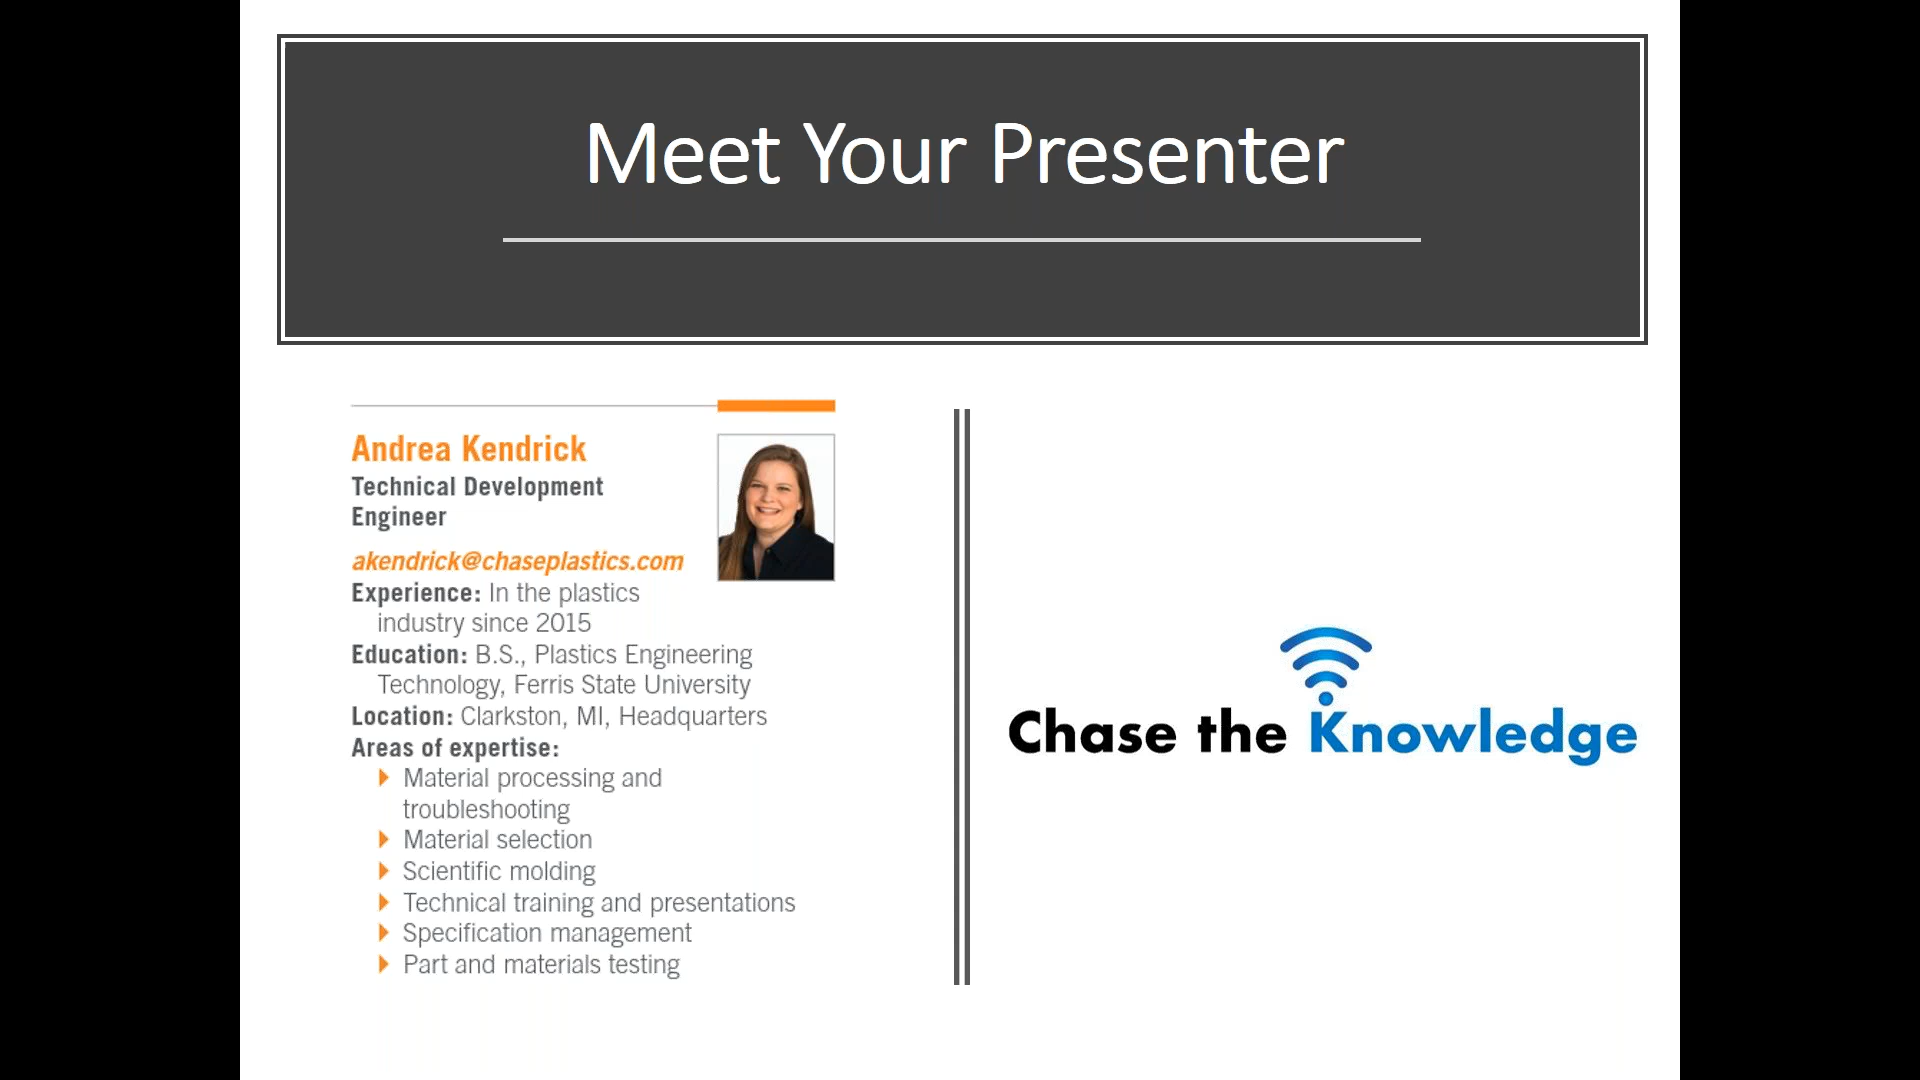 Meet Your Presenter
Andrea Kendrick
Technical Development
Engineer
akendrick@chaseplastics.com
Experience: In the plastics
industry since 2015
Education: B.S., Plastics Engineering
Technology, Ferris State University
Location: Clarkston, MI, Headquarters
Areas of expertise:
Material processing and
troubleshooting
Material selection
Scientific molding
Technical training and presentations
Specification management
Part and materials testing
Chase the Knowledge